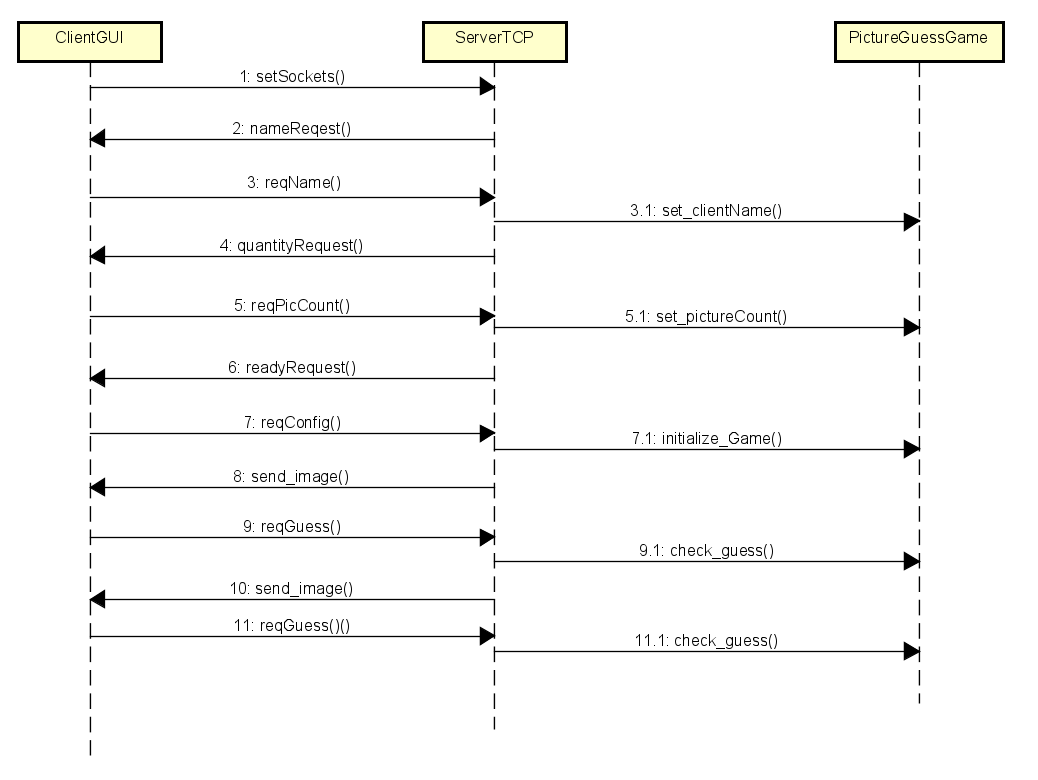 ClientGUI
ServerTCP
PictureGuessGame
1: setSockets()
2: nameReqest()
3: reqName()
3.1: set_clientName()
4: quantityRequest()
5: reqPicCount()
5.1: set_pictureCount()
6: readyRequest()
7: reqConfig()
7.1: initialize_Game()
8: send_image()
9: reqGuess()
9.1: check_guess()
10: send_image()
11: reqGuess()()
11.1: check_guess()